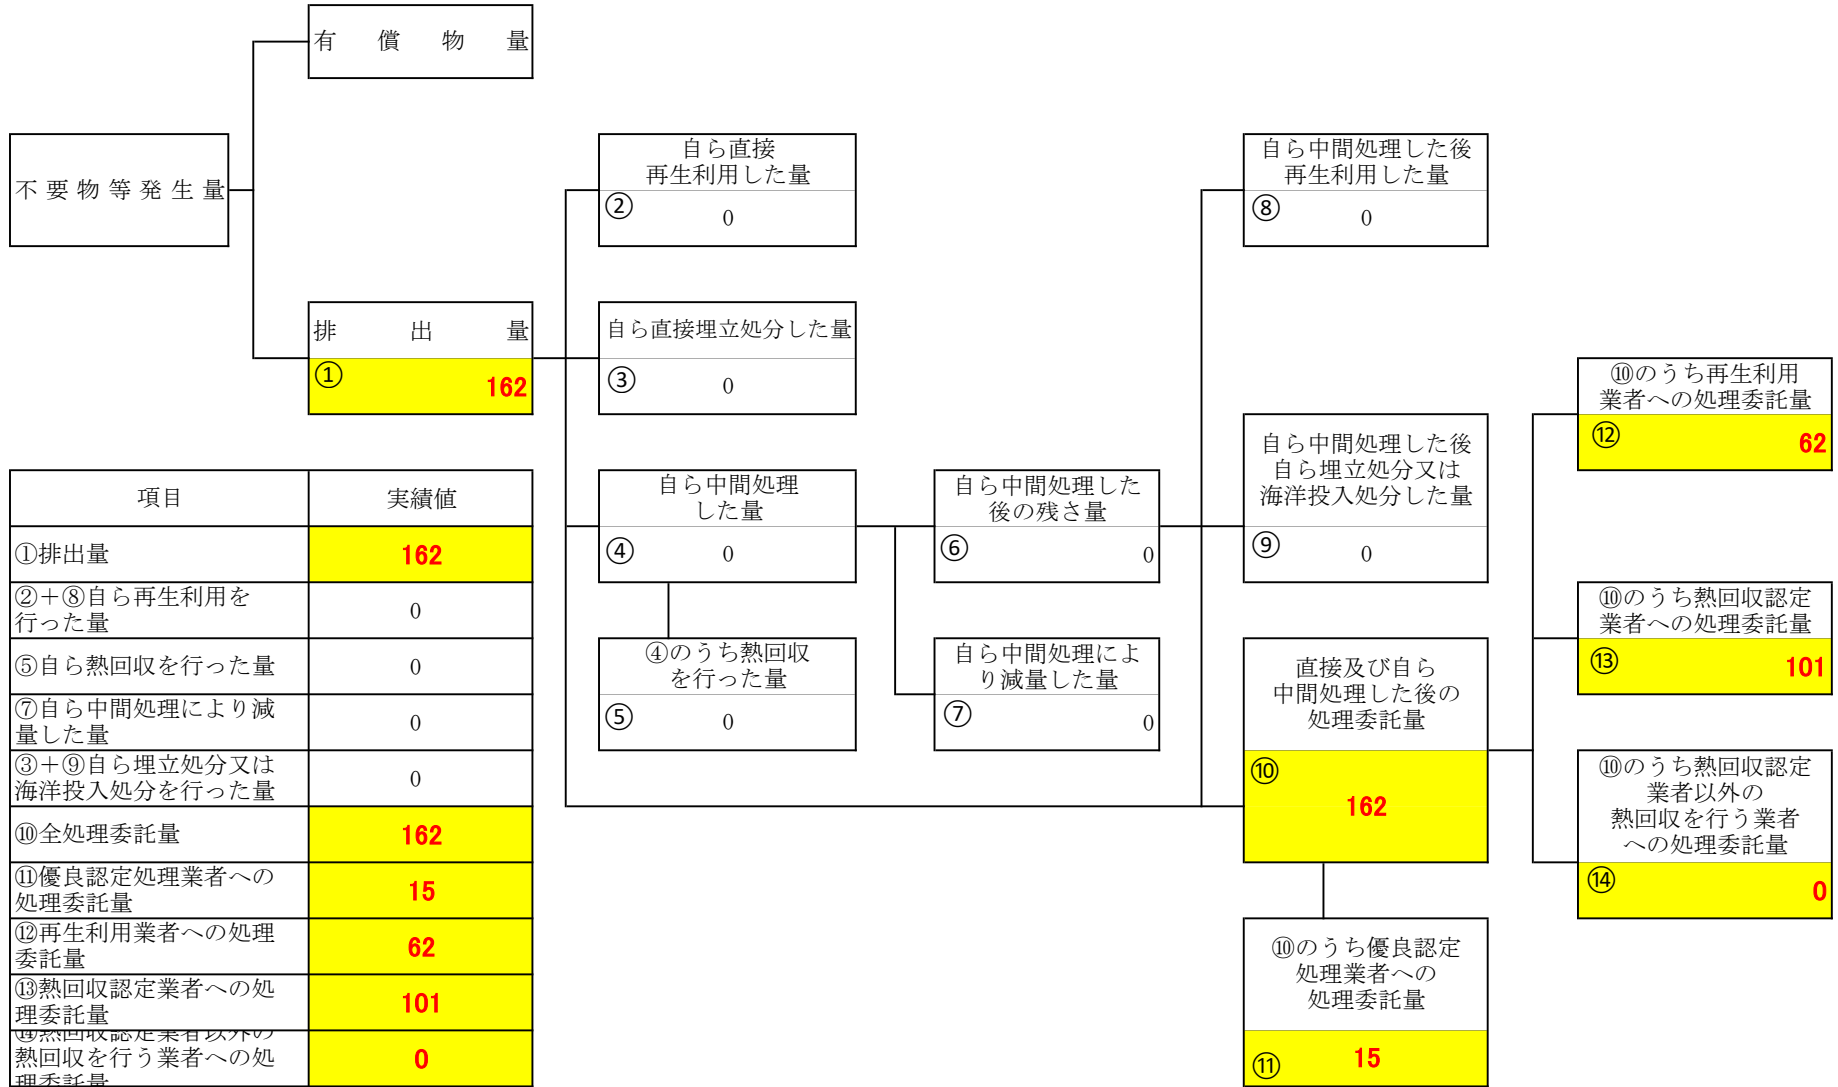 有償物量
不要物等発生量
排出量
①
162
自ら直接
再生利用した量
②
0
自ら直接埋立処分した量
③
0
自ら中間処理
した量
④
0
④のうち熱回収
を行った量
⑤
0
自ら中間処理した
後の残さ量
⑥
0
自ら中間処理によ
り減量した量
⑦
0
自ら中間処理した後
再生利用した量
⑧
0
自ら中間処理した後
自ら埋立処分又は
海洋投入処分した量
⑨
0
直接及び自ら
中間処理した後の
処理委託量
⑩
162
⑩のうち優良認定
処理業者への
処理委託量
⑪
15
⑩のうち再生利用
業者への処理委託量
⑫
62
⑩のうち熱回収認定
業者への処理委託量
⑬
101
⑩のうち熱回収認定
業者以外の
熱回収を行う業者
への処理委託量
⑭
0
項目 実績値
①排出量 162
②＋⑧自ら再生利用を
行った量 0
⑤自ら熱回収を行った量 0
⑦自ら中間処理により減
量した量 0
③＋⑨自ら埋立処分又は
海洋投入処分を行った量 0
⑩全処理委託量 162
⑪優良認定処理業者への
処理委託量 15
⑫再生利用業者への処理
委託量 62
⑬熱回収認定業者への処
理委託量 101
⑭熱回収認定業者以外の
熱回収を行う業者への処
理委託量 0